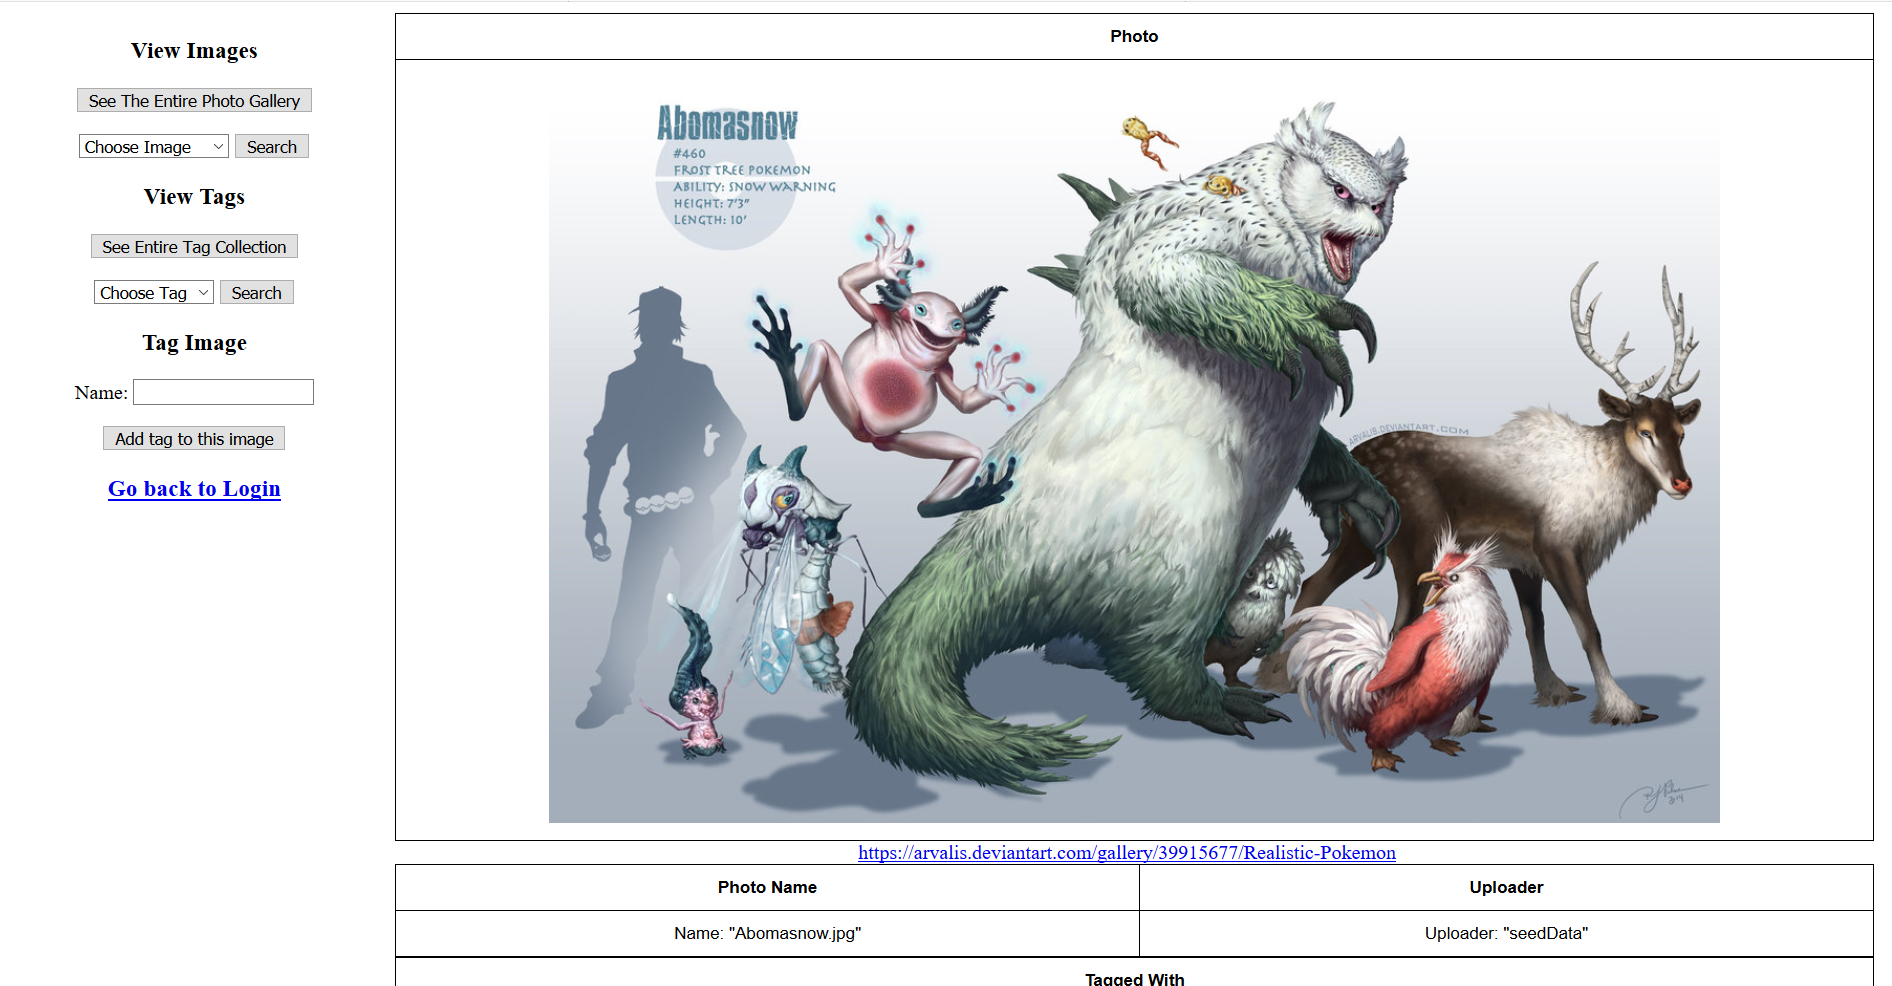 View Images
See The Entire Photo Gallery
Choose Image
Search
View Tags
See Entire Tag Collection
Choose Tag
Search
Tag Image
Name:
Add tag to this image
Go back to Login
Photo
Abomasnow
#460
FROST TREE POKEMON
ABILITY: SNOW WARNING
HEIGHT: 7'3"
LENGTH: 10'
ARVALIS.DEVIANTART.COM
https://arvalis.deviantart.com/gallery/39915677/Realistic-Pokemon
Photo Name
Uploader
Name: "Abomasnow.jpg"
Uploader: "seedData"
Tagged With